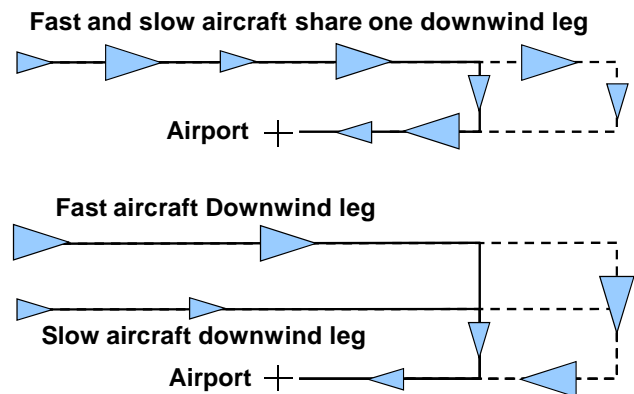 Fast and slow aircraft share one downwind leg
Airport
Fast aircraft Downwind leg
Slow aircraft downwind leg
Airport